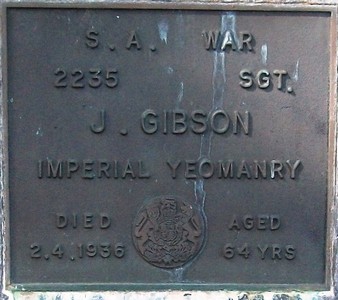 S. A. WAR
2235 SGT.
J. GIBSON
IMPERIAL YEOMANRY
DIED AGED
2.4.1936 64 YRS